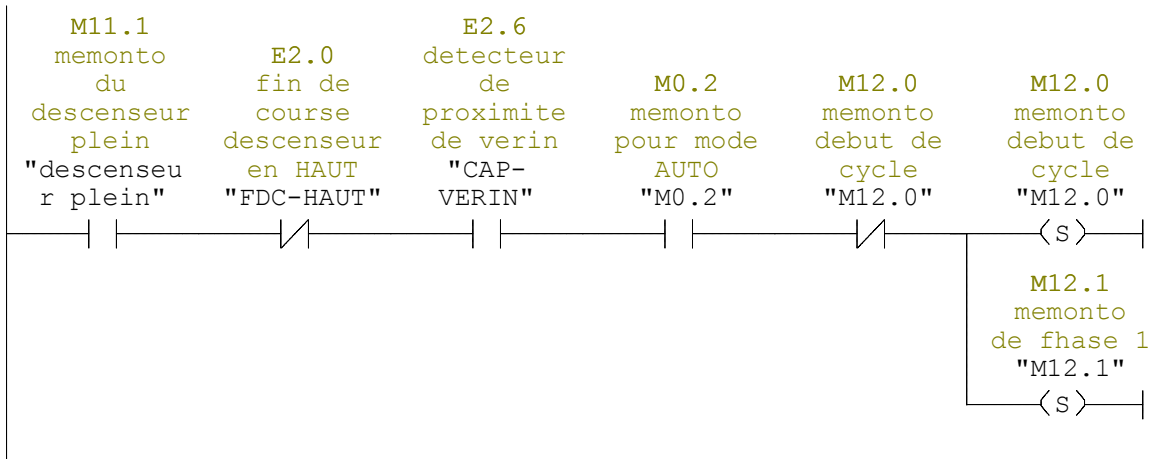 M11.1
memonto
du
descenseur
plein
"descenseu
r plein"
E2.0
fin de
course
descenseur
en HAUT
"FDC-HAUT"
E2.6
detecteur
de
proximite
de verin
"CAP-
VERIN"
M0.2
memonto
pour mode
AUTO
"M0.2"
M12.0
memonto
debut de
cycle
"M12.0"
M12.0
memonto
debut de
cycle
"M12.0"
S
M12.1
memonto
de fhase 1
"M12.1"
S